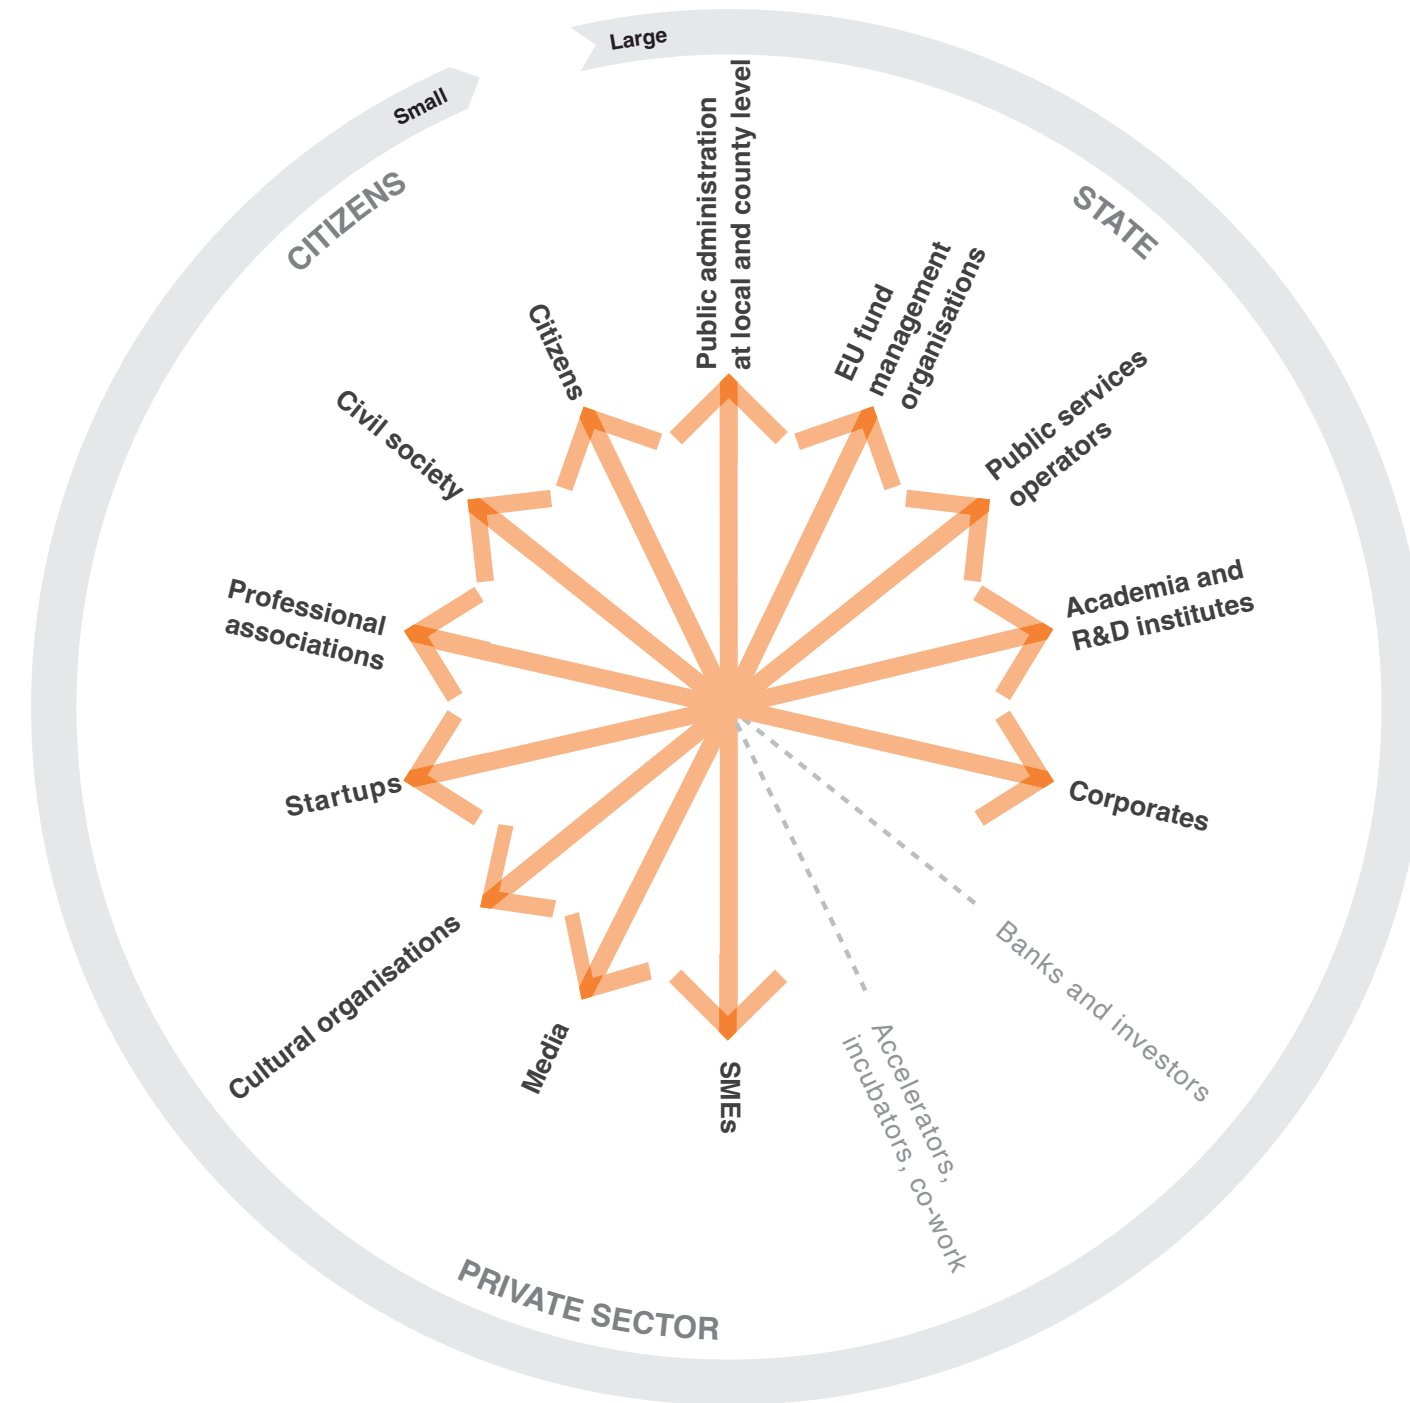 Large
Small
CITIZENS
STATE
Public administration
at local and county level
EU fund
management
organisations
Public services
operators
Academia and
R&D institutes
Corporates
Banks and investors
Accelerators,
incubators, co-work
SMEs
Media
Cultural organisations
Startups
Professional
associations
Civil society
Citizens
PRIVATE SECTOR